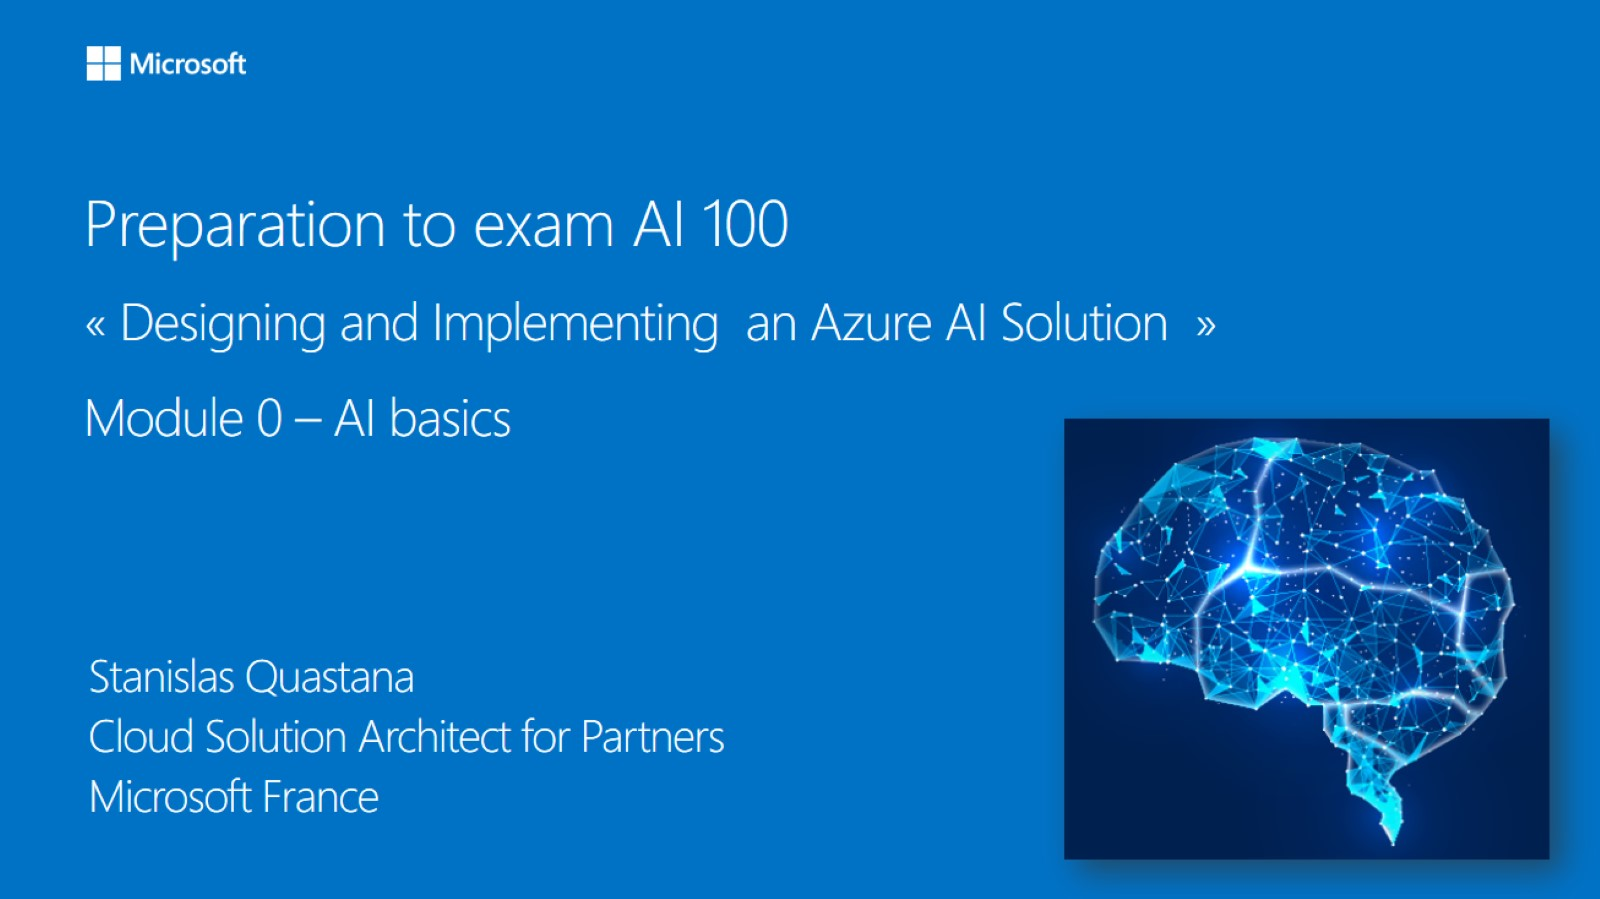 Microsoft
Preparation to exam AI 100
« Designing and Implementing  an Azure AI Solution  »
Module 0 – AI basics
Stanislas Quastana
Cloud Solution Architect for Partners
Microsoft France